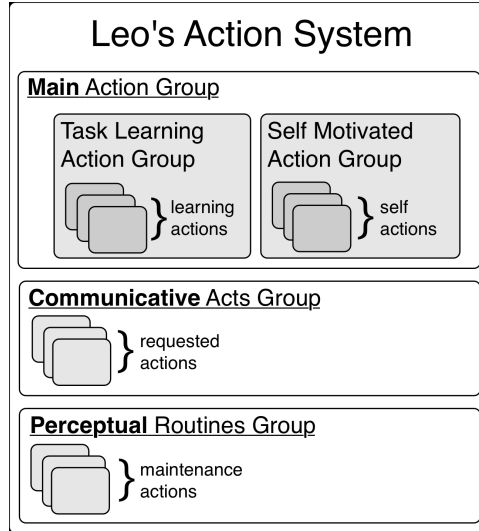 Leo's Action System
Main Action Group
Task Learning
Action Group
learning
actions
Self Motivated
Action Group
self
actions
Communicative Acts Group
requested
actions
Perceptual Routines Group
maintenance
actions